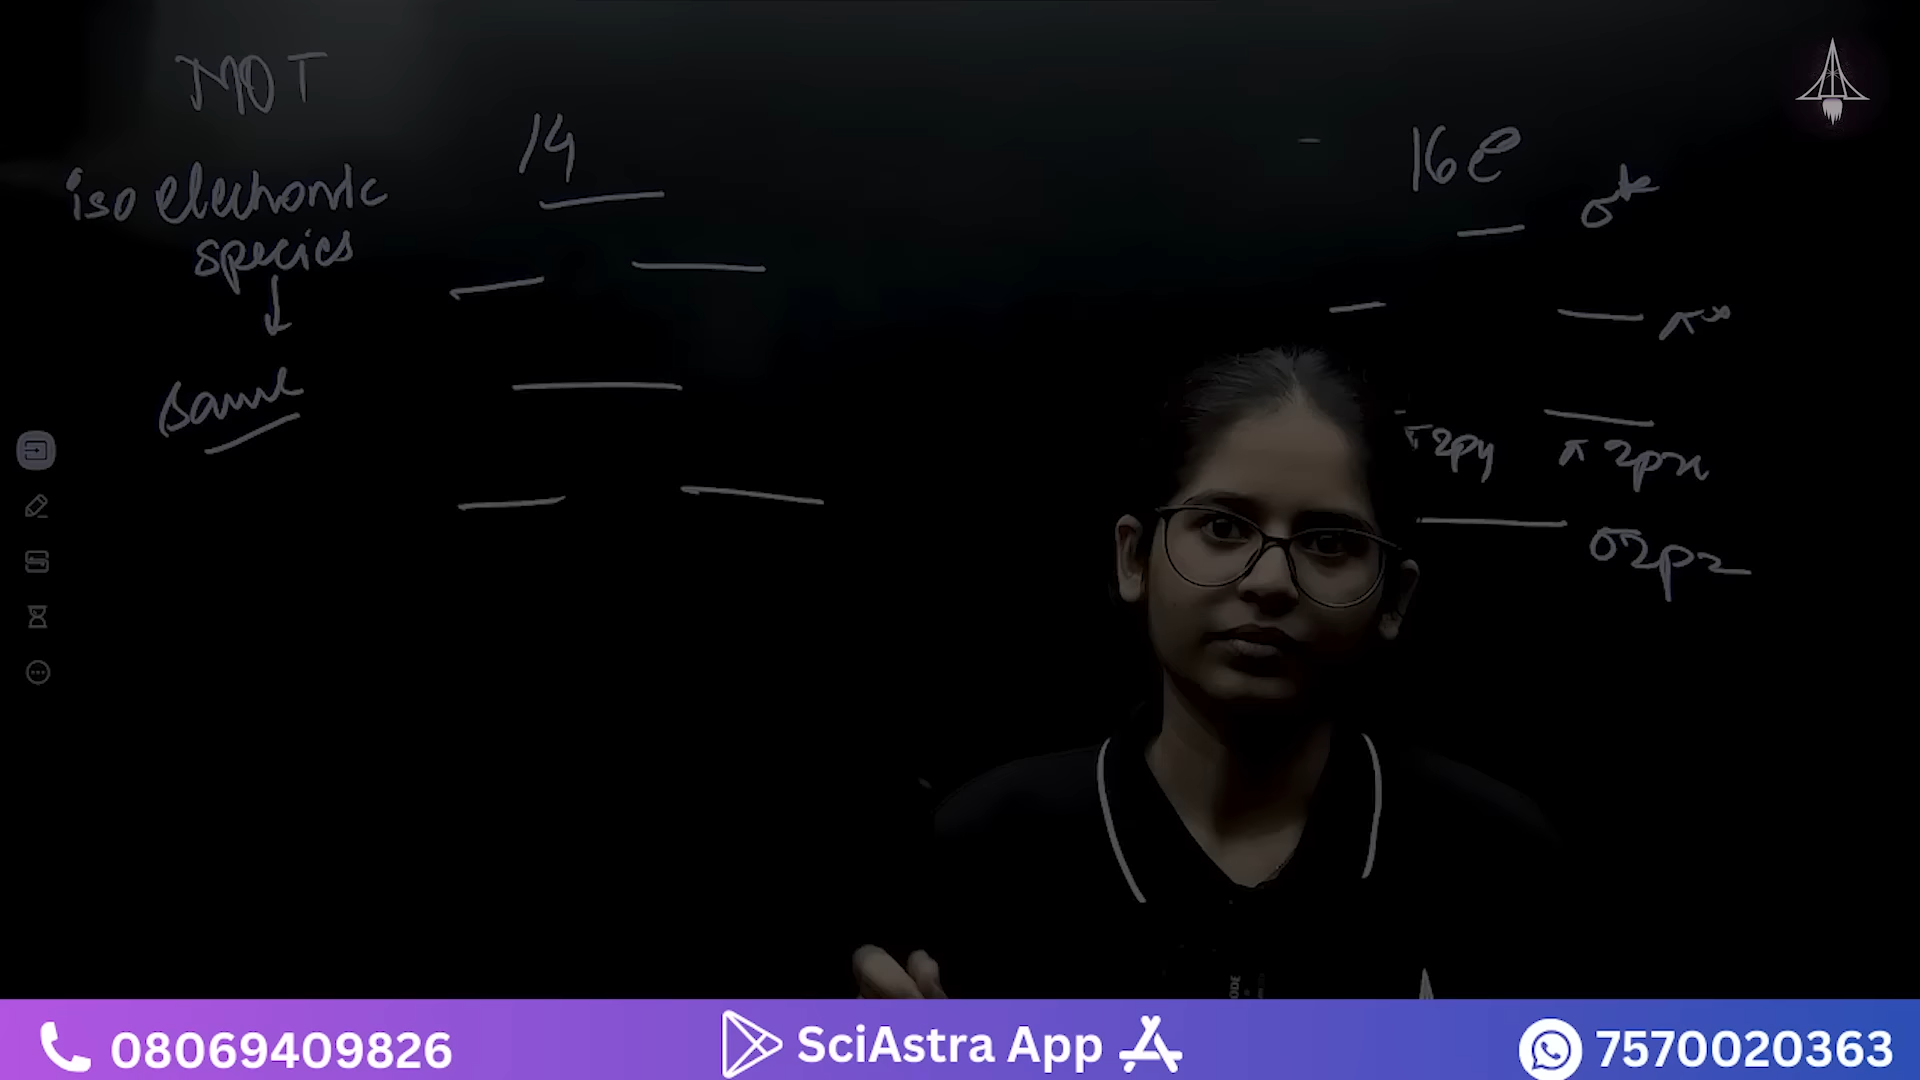 MOT
iso electronic
species
↓
same
14
16e
σ*
π*
π2py π2px
σ2pz
08069409826
SciAstra App
7570020363